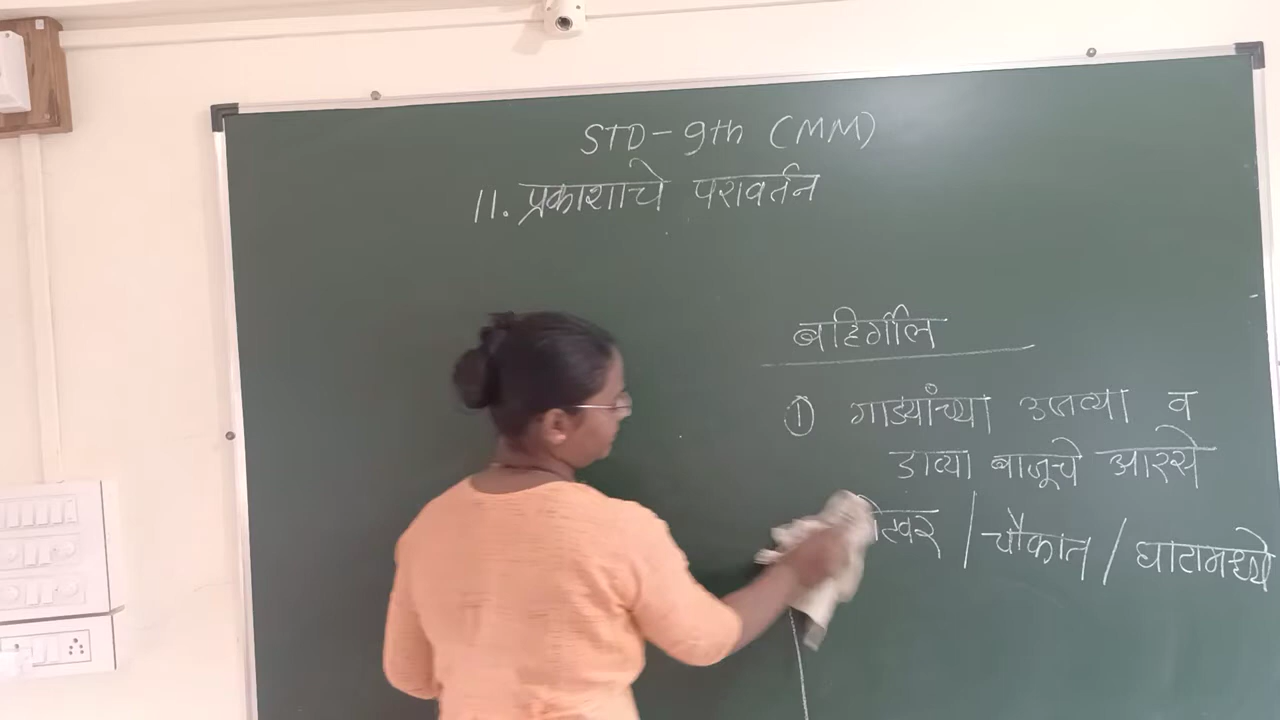 STD-9th (MM)
11. प्रकाशाचे परावर्तन
बहिर्गोल
① गाड्यांच्या उजव्या व
डाव्या बाजूचे आरसे
/ चौकात / घाटामध्ये